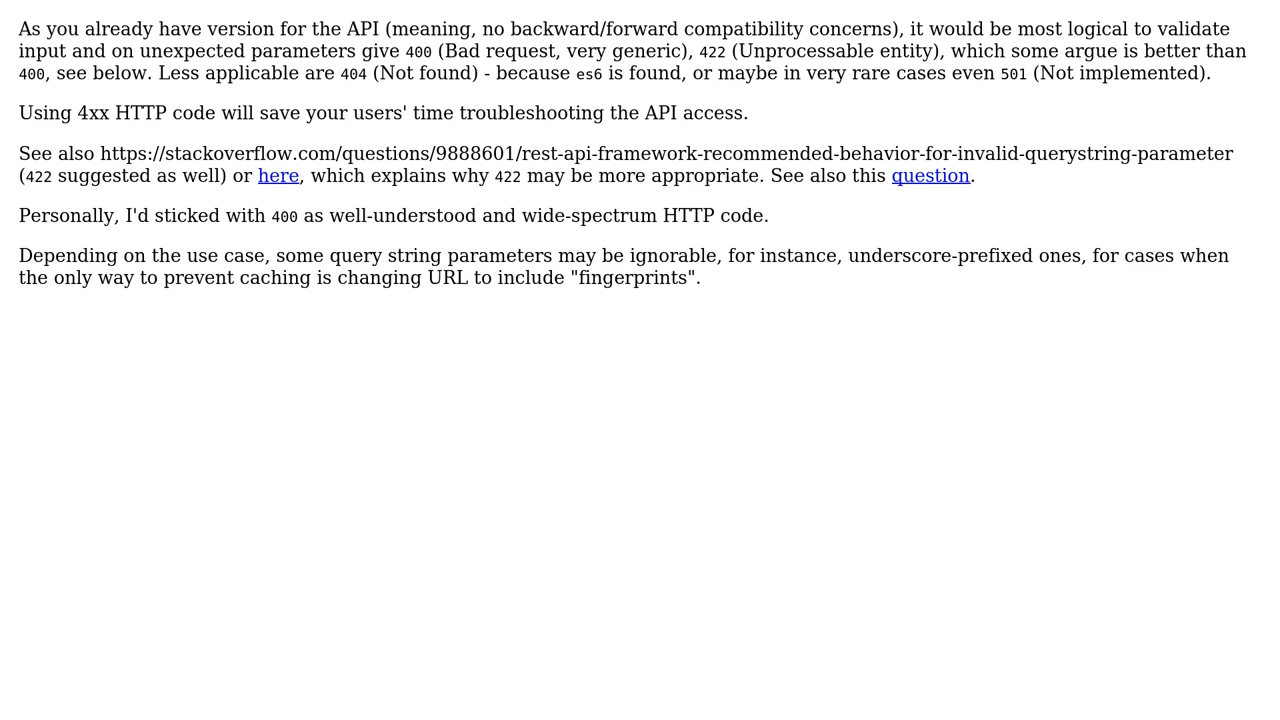 As you already have version for the API (meaning, no backward/forward compatibility concerns), it would be most logical to validate
input and on unexpected parameters give 400 (Bad request, very generic), 422 (Unprocessable entity), which some argue is better than
400, see below. Less applicable are 404 (Not found) - because es6 is found, or maybe in very rare cases even 501 (Not implemented).
Using 4xx HTTP code will save your users' time troubleshooting the API access.
See also https://stackoverflow.com/questions/9888601/rest-api-framework-recommended-behavior-for-invalid-querystring-parameter
(422 suggested as well) or here, which explains why 422 may be more appropriate. See also this question.
Personally, I'd sticked with 400 as well-understood and wide-spectrum HTTP code.
Depending on the use case, some query string parameters may be ignorable, for instance, underscore-prefixed ones, for cases when
the only way to prevent caching is changing URL to include "fingerprints".